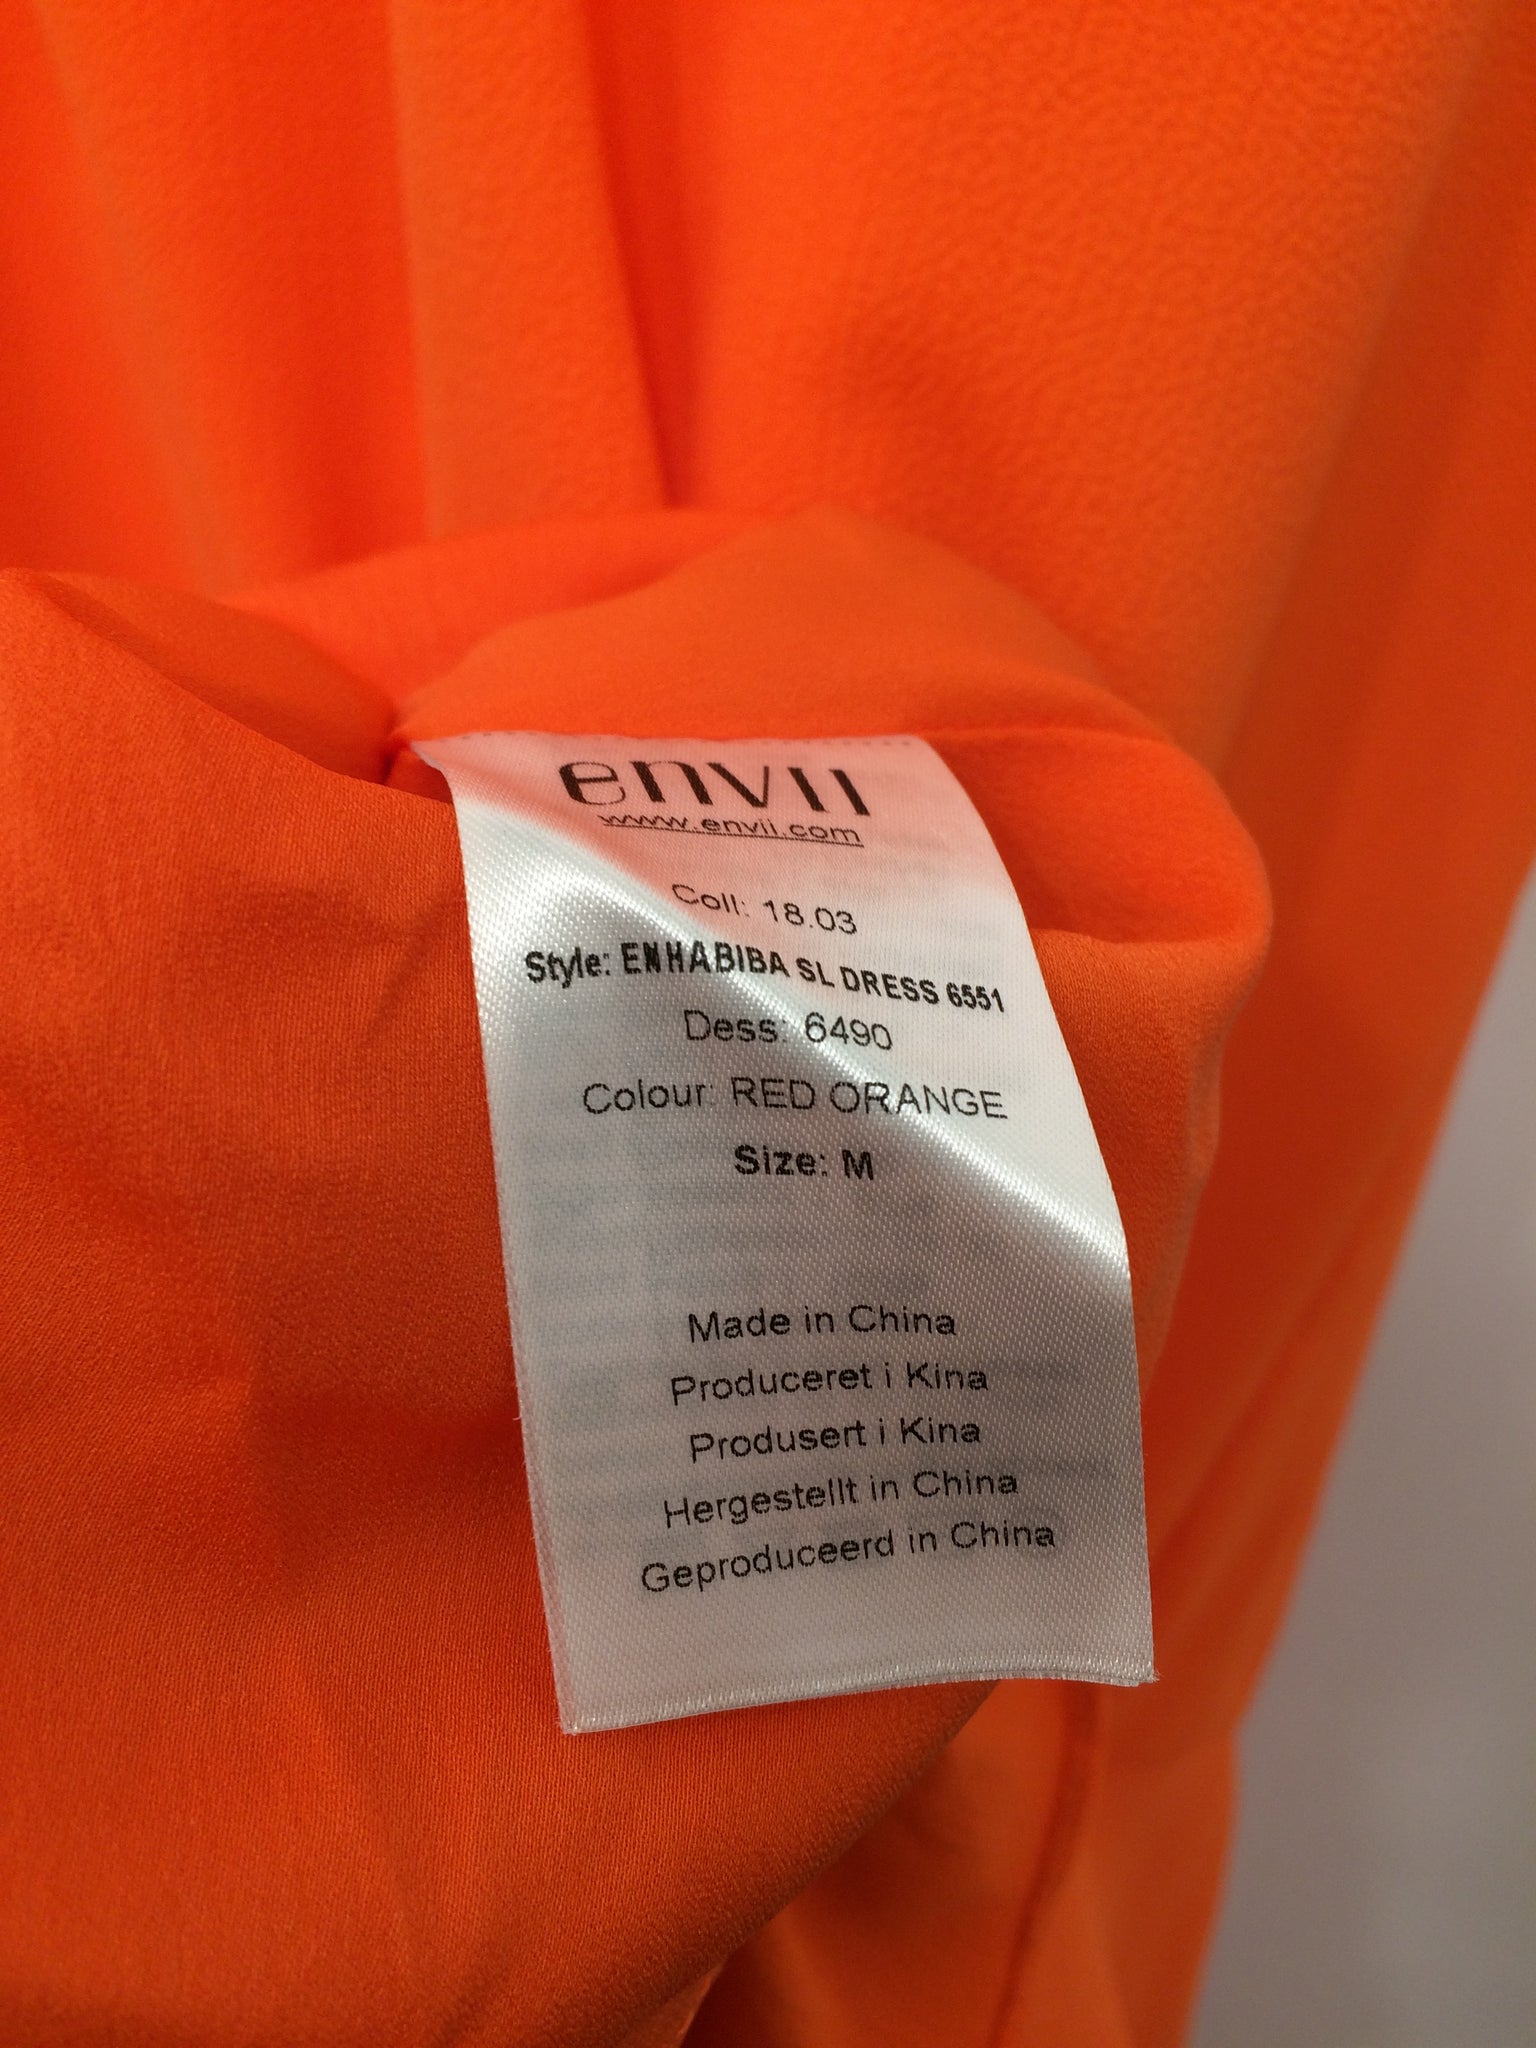 envii
www.envii.com
Coll: 18.03
Style: ENHABIBA SL DRESS 6551
Dess: 6490
Colour: RED ORANGE
Size: M
Made in China
Produceret i Kina
Produsert i Kina
Hergestellt in China
Geproduceerd in China